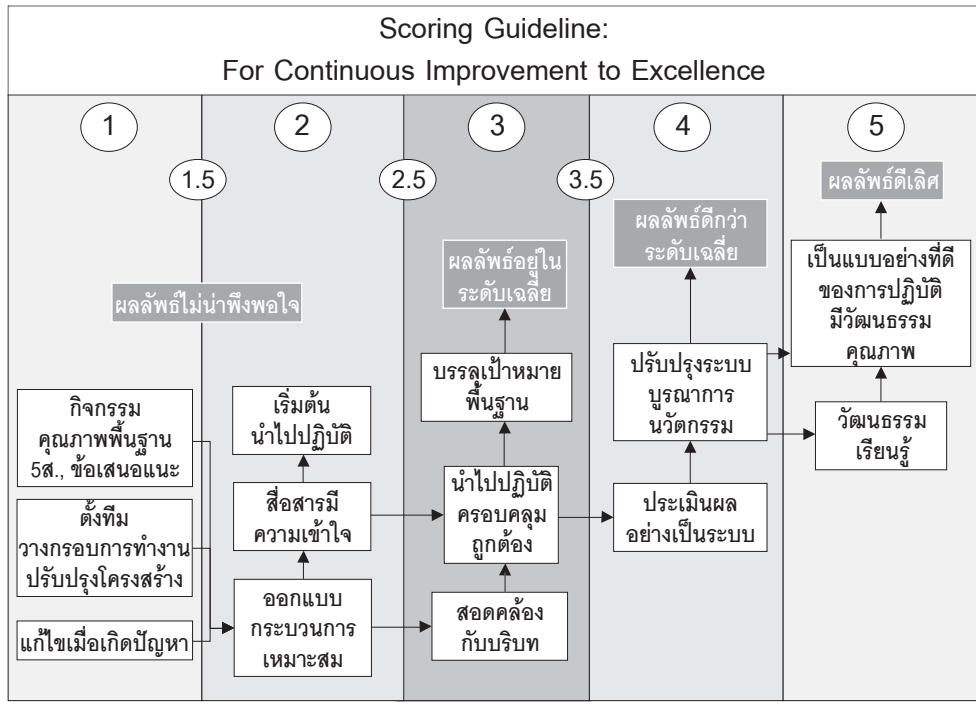 Scoring Guideline:
For Continuous Improvement to Excellence
1
2
3
4
5
1.5
2.5
3.5
ผลลัพธ์ไม่น่าพึงพอใจ
กิจกรรม
คุณภาพพื้นฐาน
5ส., ข้อเสนอแนะ
ตั้งทีม
วางกรอบการทำงาน
ปรับปรุงโครงสร้าง
แก้ไขเมื่อเกิดปัญหา
เริ่มต้น
นำไปปฏิบัติ
สื่อสารมี
ความเข้าใจ
ออกแบบ
กระบวนการ
เหมาะสม
ผลลัพธ์อยู่ใน
ระดับเฉลี่ย
บรรลุเป้าหมาย
พื้นฐาน
นำไปปฏิบัติ
ครอบคลุม
ถูกต้อง
สอดคล้อง
กับบริบท
ผลลัพธ์ดีกว่า
ระดับเฉลี่ย
ปรับปรุงระบบ
บูรณาการ
นวัตกรรม
ประเมินผล
อย่างเป็นระบบ
ผลลัพธ์ดีเลิศ
เป็นแบบอย่างที่ดี
ของการปฏิบัติ
มีวัฒนธรรม
คุณภาพ
วัฒนธรรม
เรียนรู้